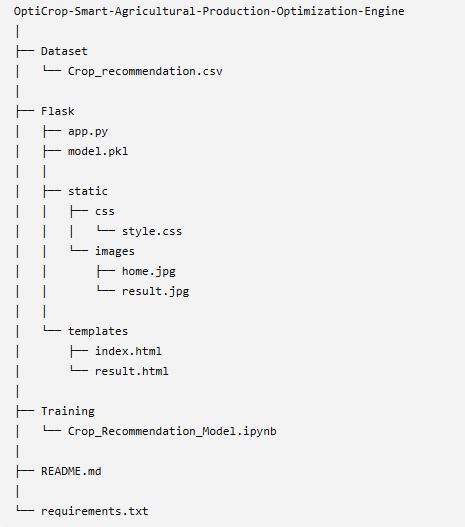 OptiCrop-Smart-Agricultural-Production-Optimization-Engine
│
├── Dataset
│   └── Crop_recommendation.csv
│
├── Flask
│   ├── app.py
│   ├── model.pkl
│   │
│   ├── static
│   │   ├── css
│   │   │   └── style.css
│   │   └── images
│   │       ├── home.jpg
│   │       └── result.jpg
│   │
│   └── templates
│       ├── index.html
│       └── result.html
│
├── Training
│   └── Crop_Recommendation_Model.ipynb
│
├── README.md
│
└── requirements.txt